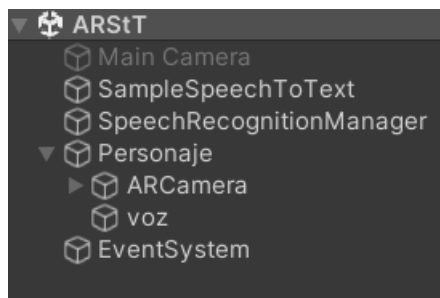 ARStT
Main Camera
SampleSpeechToText
SpeechRecognitionManager
Personaje
ARCamera
voz
EventSystem